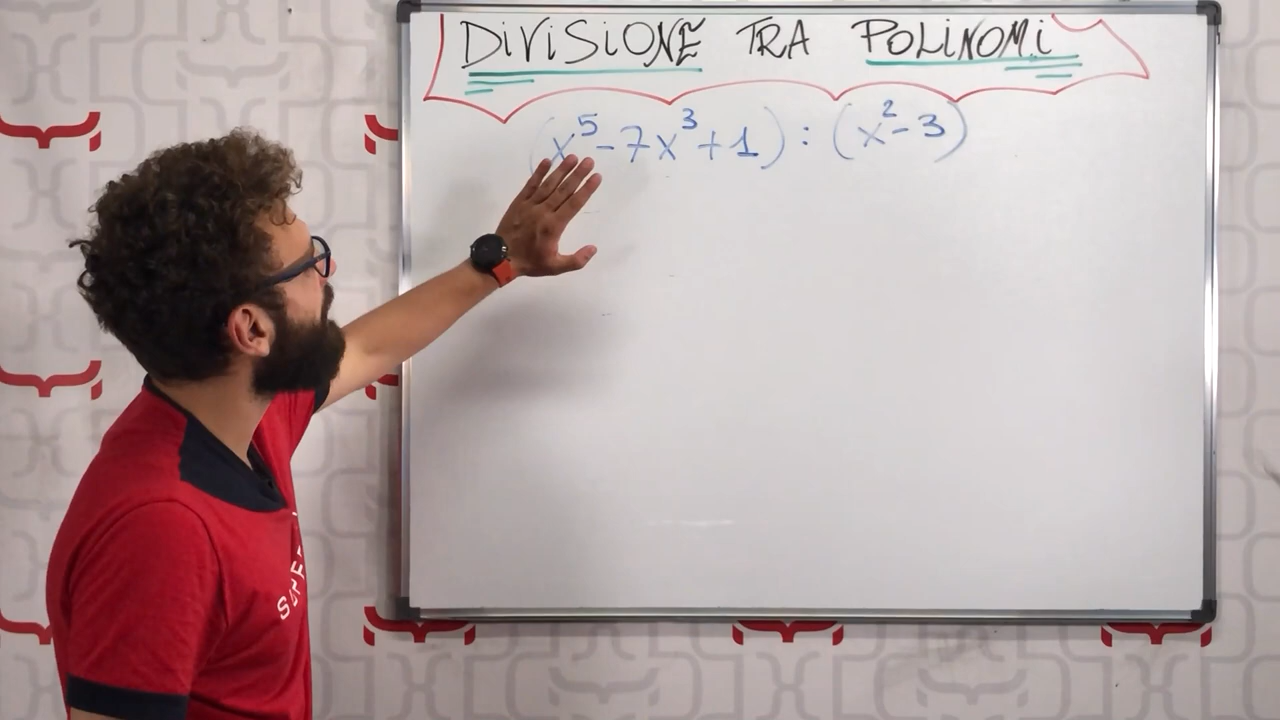 DIVISIONE TRA POLINOMI
(x⁵-7x³+1):(x²-3)